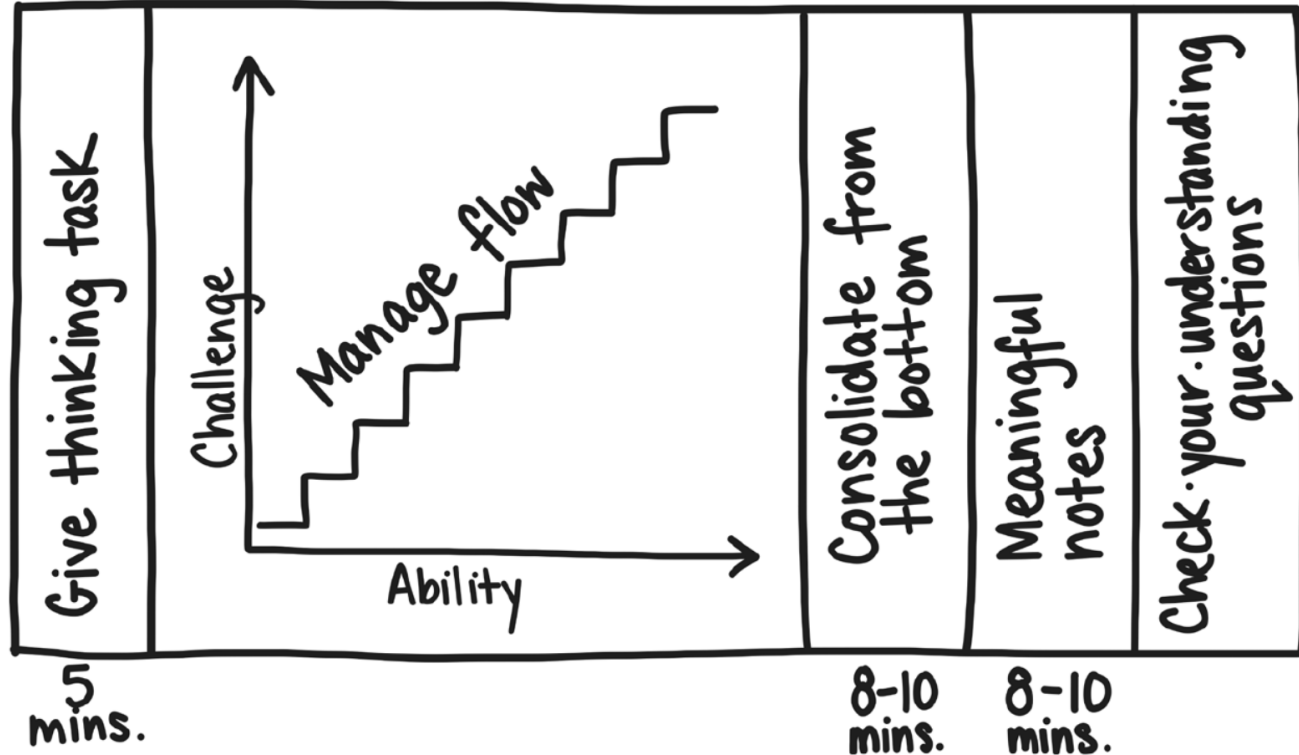 Give thinking task
Challenge
Manage flow
Ability
Consolidate from
the bottom
Meaningful
notes
Check•your•understanding
questions
5
mins.
8-10
mins.
8-10
mins.